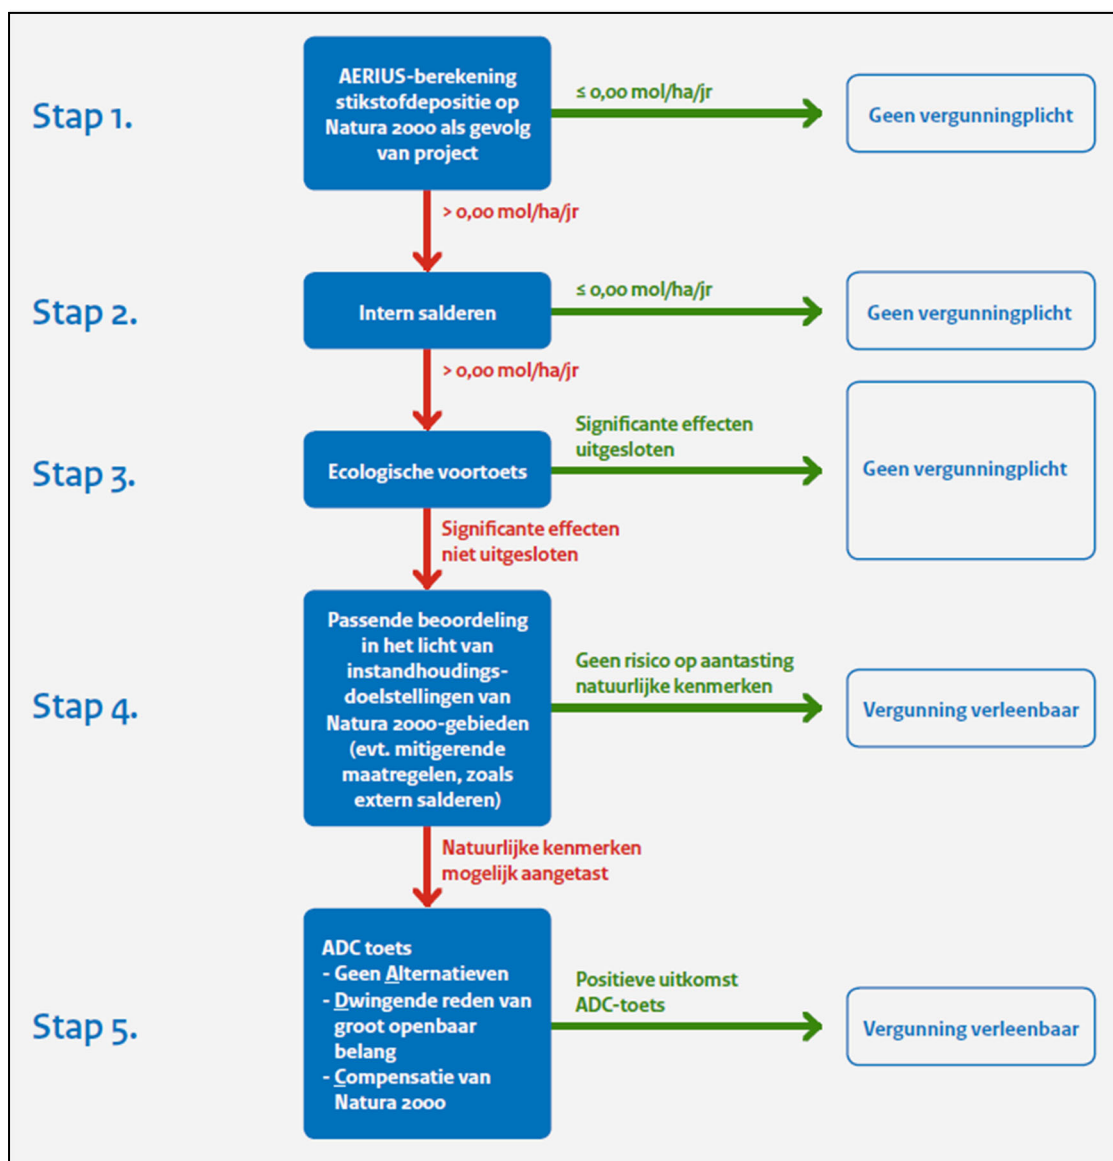 Stap 1.
AERIUS-berekening
stikstofdepositie op
Natura 2000 als gevolg
van project
≤ 0,00 mol/ha/jr
Geen vergunningplicht
> 0,00 mol/ha/jr
Stap 2.
Intern salderen
≤ 0,00 mol/ha/jr
Geen vergunningplicht
> 0,00 mol/ha/jr
Stap 3.
Ecologische voortoets
Significante effecten
uitgesloten
Geen vergunningplicht
Significante effecten
niet uitgesloten
Stap 4.
Passende beoordeling
in het licht van
instandhoudings-
doelstellingen van
Natura 2000-gebieden
(evt. mitigerende
maatregelen, zoals
extern salderen)
Geen risico op aantasting
natuurlijke kenmerken
Vergunning verleenbaar
Natuurlijke kenmerken
mogelijk aangetast
Stap 5.
ADC toets
- Geen Alternatieven
- Dwingende reden van
groot openbaar
belang
- Compensatie van
Natura 2000
Positieve uitkomst
ADC-toets
Vergunning verleenbaar